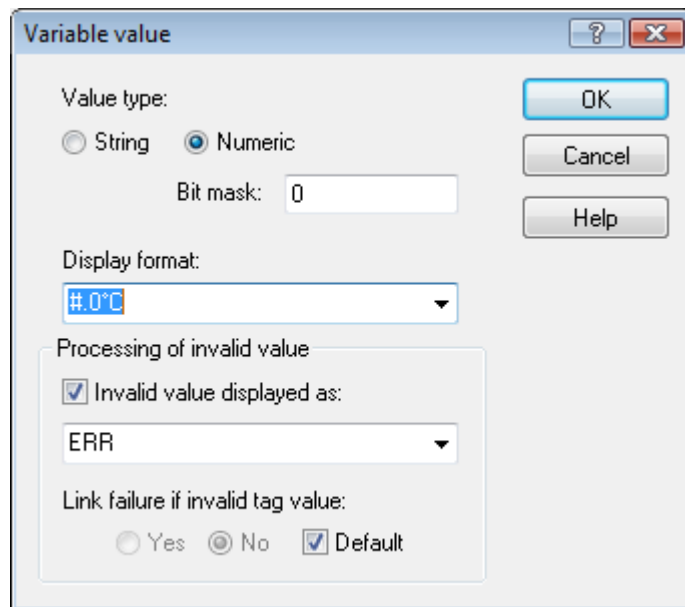 Variable value
Value type:
String Numeric
Bit mask: 0
Display format:
#.0°C
Processing of invalid value
Invalid value displayed as:
ERR
Link failure if invalid tag value:
Yes No Default
OK
Cancel
Help